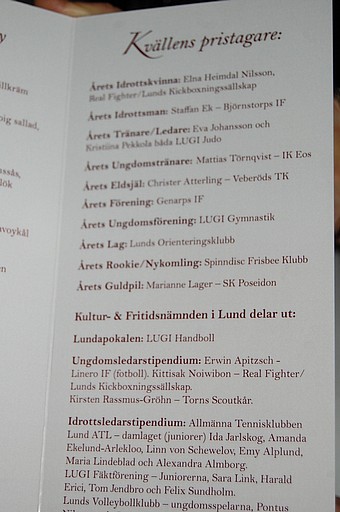 y
Kvällens pristagare:
illkräm
Årets Idrottskvinna: Elna Heimdal Nilsson,
Real Fighter/Lunds Kickboxningssällskap
Årets Idrottsman: Staffan Ek – Björnstorps IF
sallad,
Årets Tränare/Ledare: Eva Johansson och
Kristiina Pekkola båda LUGI Judo
Årets Ungdomstränare: Mattias Törnqvist – IK Eos
lök
Årets Eldsjäl: Christer Atterling – Veberöds TK
Årets Förening: Genarps IF
Årets Ungdomsförening: LUGI Gymnastik
voykål
Årets Lag: Lunds Orienteringsklubb
Årets Rookie/Nykomling: Spinndisc Frisbee Klubb
Årets Guldpil: Marianne Lager – SK Poseidon
Kultur- & Fritidsnämnden i Lund delar ut:
Lundapokalen: LUGI Handboll
Ungdomsledarstipendium: Erwin Apitzsch -
Linero IF (fotboll). Kittisak Noiwibon – Real Fighter/
Lunds Kickboxningssällskap.
Kirsten Rassmus-Gröhn – Torns Scoutkår.
Idrottsledarstipendium: Allmänna Tennisklubben
Lund ATL – damlaget (juniorer) Ida Jarlskog, Amanda
Ekelund-Arlekloo, Linn von Schewelov, Emy Alplund,
Maria Lindeblad och Alexandra Almborg.
LUGI Fäktförening – Juniorerna, Sara Link, Harald
Erici, Tom Jendbro och Felix Sundholm.
Lunds Volleybollklubb – ungdomsspelarna, Pontus